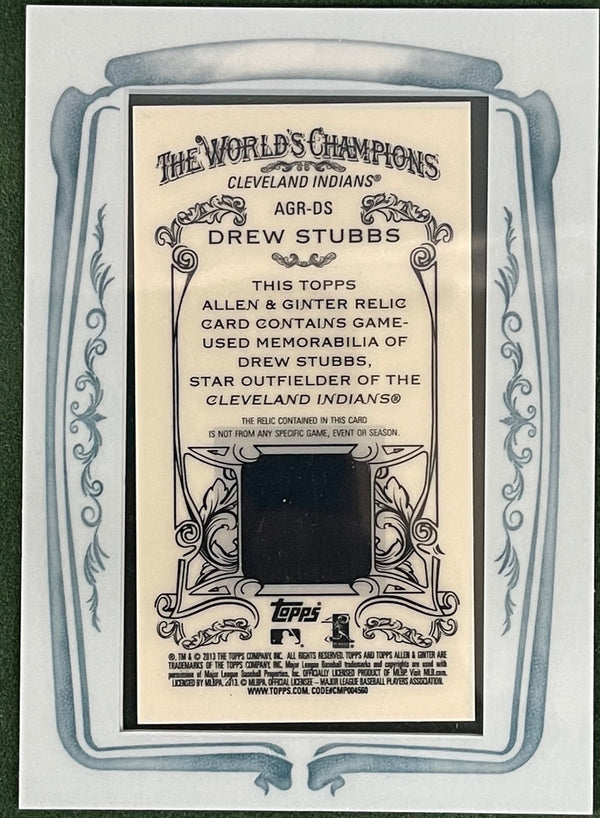 THE WORLD'S CHAMPIONS
CLEVELAND INDIANS®
AGR-DS
DREW STUBBS
THIS TOPPS
ALLEN & GINTER RELIC
CARD CONTAINS GAME-
USED MEMORABILIA OF
DREW STUBBS,
STAR OUTFIELDER OF THE
CLEVELAND INDIANS®
THE RELIC CONTAINED IN THIS CARD
IS NOT FROM ANY SPECIFIC GAME, EVENT OR SEASON.
topps
®, TM & © 2013 THE TOPPS COMPANY, INC. ALL RIGHTS RESERVED. TOPPS AND TOPPS ALLEN & GINTER ARE
TRADEMARKS OF THE TOPPS COMPANY, INC. Major League Baseball trademarks and copyrights are used with
permission of Major League Baseball Properties, Inc. OFFICIALLY LICENSED PRODUCT OF MLBP. Visit MLB.com.
LICENSED BY MLBPA, 2013. © MLBPA. OFFICIAL LICENSEE – MAJOR LEAGUE BASEBALL PLAYERS ASSOCIATION.
WWW.TOPPS.COM. CODE#CMP004560